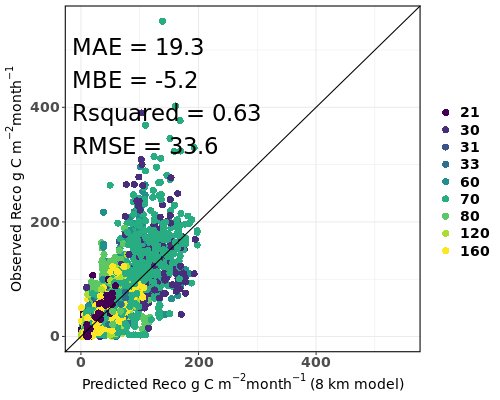 MAE = 19.3
MBE = -5.2
Rsquared = 0.63
RMSE = 33.6
400
200
0
Observed Reco g C m⁻²month⁻¹
0 200 400
Predicted Reco g C m⁻²month⁻¹ (8 km model)
21
30
31
33
60
70
80
120
160